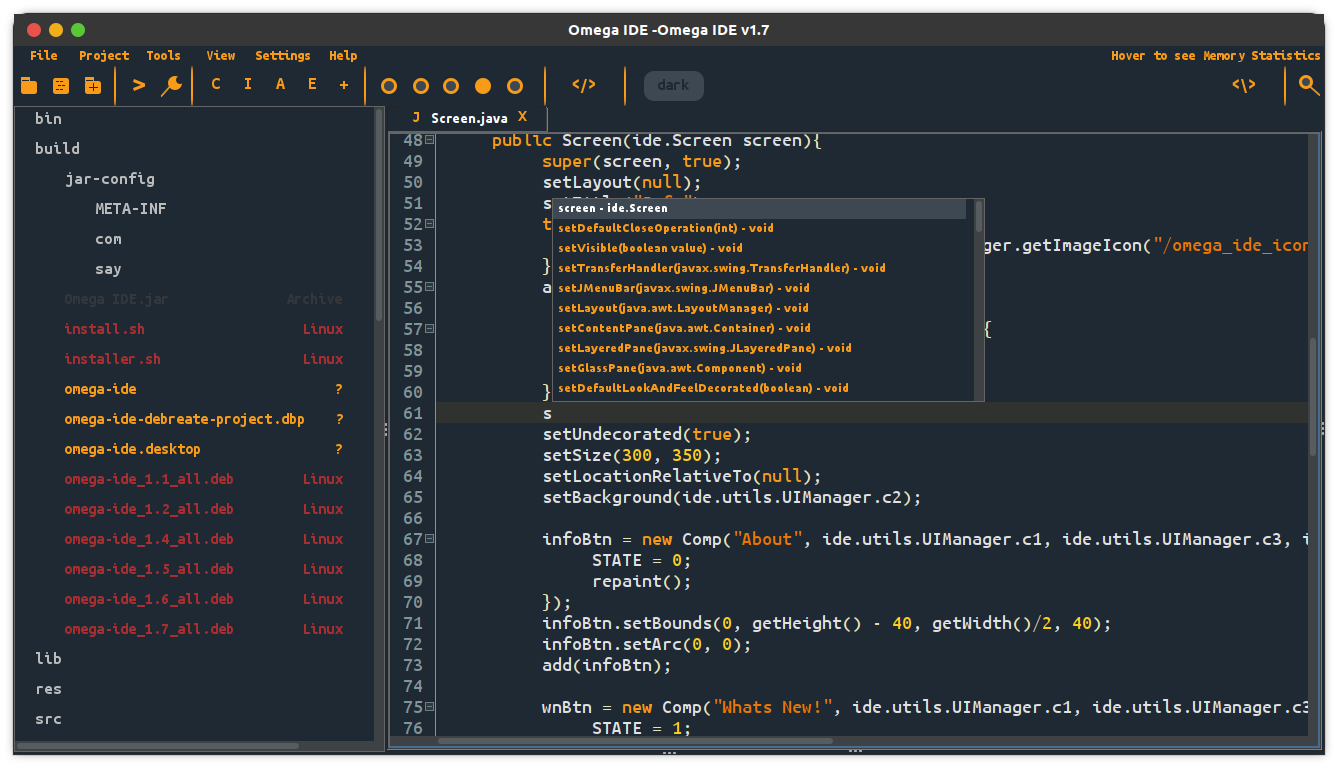 Omega IDE -Omega IDE v1.7
File Project Tools View Settings Help Hover to see Memory Statistics
> C I A E + </> dark <\>
bin
build
jar-config
META-INF
com
say
Omega IDE.jar Archive
install.sh Linux
installer.sh Linux
omega-ide ?
omega-ide-debreate-project.dbp ?
omega-ide.desktop ?
omega-ide_1.1_all.deb Linux
omega-ide_1.2_all.deb Linux
omega-ide_1.4_all.deb Linux
omega-ide_1.5_all.deb Linux
omega-ide_1.6_all.deb Linux
omega-ide_1.7_all.deb Linux
lib
res
src
J Screen.java X
48 public Screen(ide.Screen screen){
49 super(screen, true);
50 setLayout(null);
51 s
52 t
53 ger.getImageIcon("/omega_ide_icon
54 }
55 a
56
57 {
58
59
60 }
61 s
62 setUndecorated(true);
63 setSize(300, 350);
64 setLocationRelativeTo(null);
65 setBackground(ide.utils.UIManager.c2);
66
67 infoBtn = new Comp("About", ide.utils.UIManager.c1, ide.utils.UIManager.c3, i
68 STATE = 0;
69 repaint();
70 });
71 infoBtn.setBounds(0, getHeight() - 40, getWidth()/2, 40);
72 infoBtn.setArc(0, 0);
73 add(infoBtn);
74
75 wnBtn = new Comp("Whats New!", ide.utils.UIManager.c1, ide.utils.UIManager.c3
76 STATE = 1;
screen - ide.Screen
setDefaultCloseOperation(int) - void
setVisible(boolean value) - void
setTransferHandler(javax.swing.TransferHandler) - void
setJMenuBar(javax.swing.JMenuBar) - void
setLayout(java.awt.LayoutManager) - void
setContentPane(java.awt.Container) - void
setLayeredPane(javax.swing.JLayeredPane) - void
setGlassPane(java.awt.Component) - void
setDefaultLookAndFeelDecorated(boolean) - void